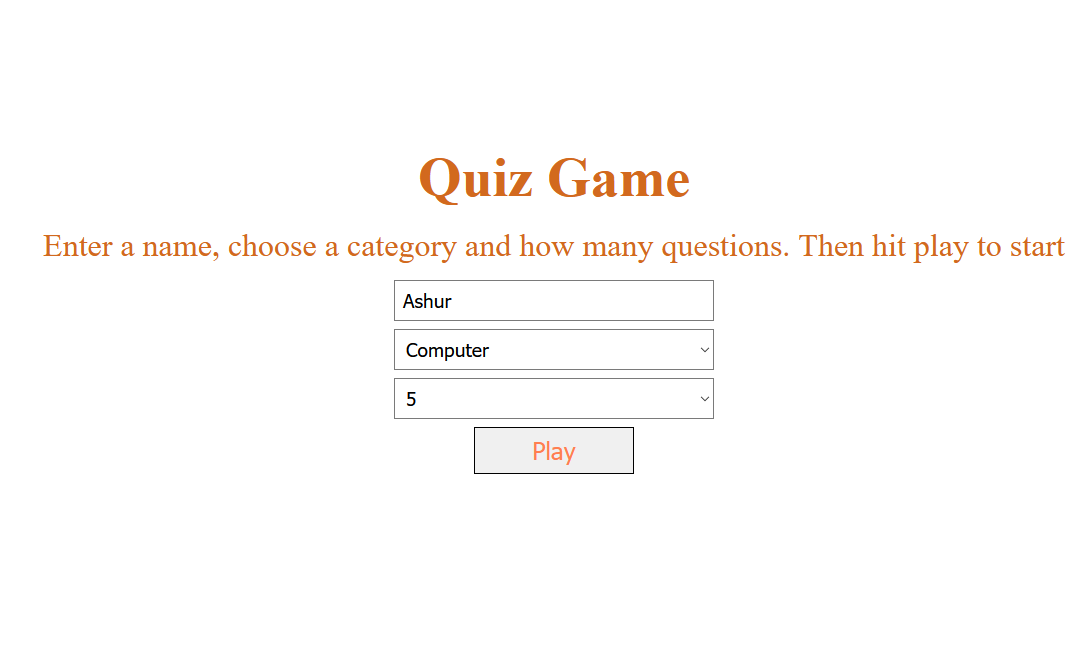 Quiz Game
Enter a name, choose a category and how many questions. Then hit play to start
Ashur
Computer
5
Play